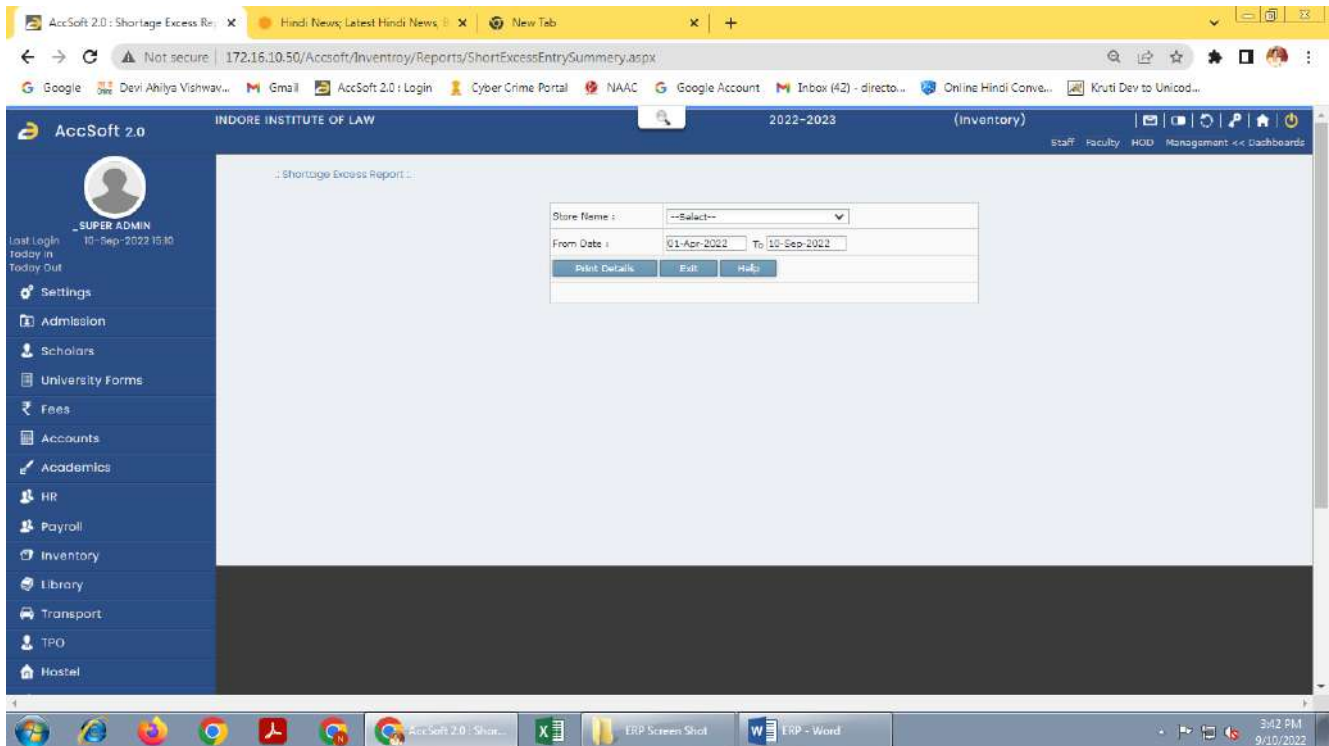 AccSoft 2.0 : Shortage Excess Re
Hindi News; Latest Hindi News,
New Tab
Not secure
172.16.10.50/Accsoft/Inventroy/Reports/ShortExcessEntrySummery.aspx
Google
Devi Ahilya Vishwav...
Gmail
AccSoft 2.0 : Login
Cyber Crime Portal
NAAC
Google Account
Inbox (42) - directo...
Online Hindi Conve...
Kruti Dev to Unicod...
AccSoft 2.0
INDORE INSTITUTE OF LAW
2022-2023
(Inventory)
Staff Faculty HOD Management << Dashboards
.: Shortage Excess Report :.
_SUPER ADMIN
Last Login 10-Sep-2022 15:10
Today In
Today Out
Store Name :
--Select--
From Date :
01-Apr-2022 To 10-Sep-2022
Print Details Exit Help
Settings
Admission
Scholars
University Forms
₹ Fees
Accounts
Academics
HR
Payroll
Inventory
Library
Transport
TPO
Hostel
AccSoft 2.0 : Shor...
ERP Screen Shot
ERP - Word
3:42 PM
9/10/2022